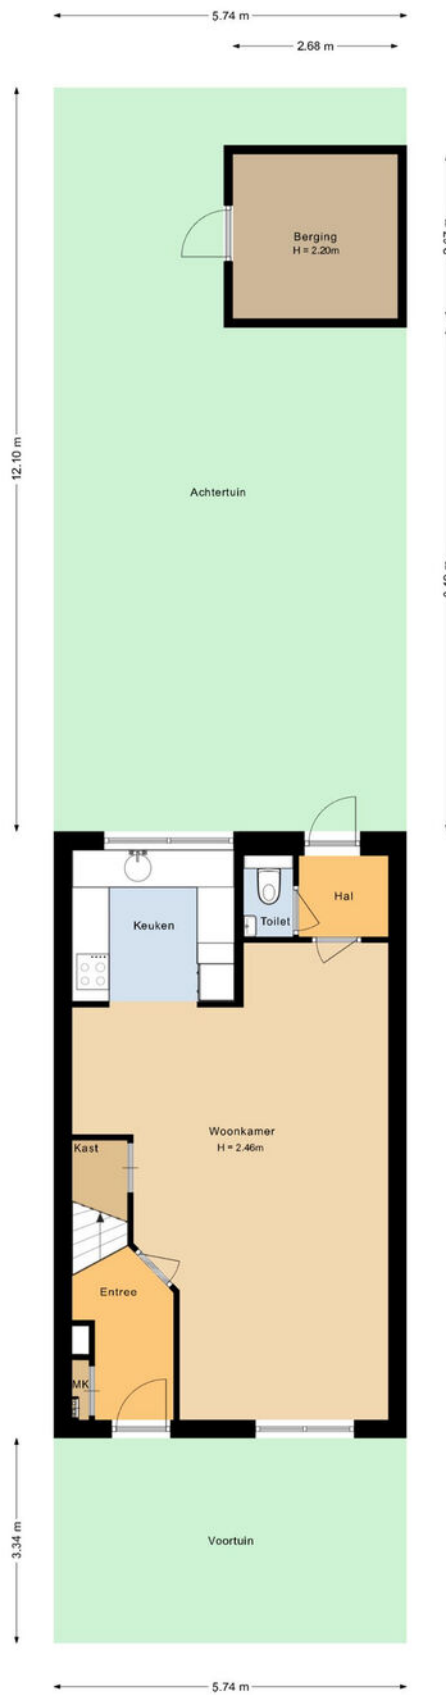 5.74 m
2.68 m
Berging
H = 2.20m
12.10 m
Achtertuin
Keuken
Toilet
Hal
Woonkamer
H = 2.46m
Kast
Entree
MK
3.34 m
Voortuin
5.74 m